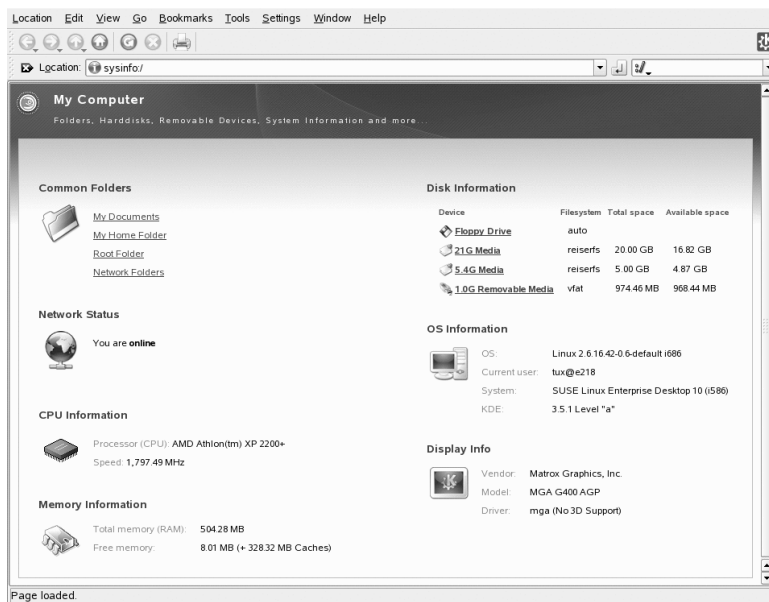 Location Edit View Go Bookmarks Tools Settings Window Help
Location: sysinfo:/
My Computer
Folders, Harddisks, Removable Devices, System Information and more...
Common Folders
My Documents
My Home Folder
Root Folder
Network Folders
Network Status
You are online
CPU Information
Processor (CPU): AMD Athlon(tm) XP 2200+
Speed: 1,797.49 MHz
Memory Information
Total memory (RAM): 504.28 MB
Free memory: 8.01 MB (+ 328.32 MB Caches)
Disk Information
Device Filesystem Total space Available space
Floppy Drive auto
21G Media reiserfs 20.00 GB 16.82 GB
5.4G Media reiserfs 5.00 GB 4.87 GB
1.0G Removable Media vfat 974.46 MB 968.44 MB
OS Information
OS: Linux 2.6.16.42-0.6-default i686
Current user: tux@e218
System: SUSE Linux Enterprise Desktop 10 (i586)
KDE: 3.5.1 Level "a"
Display Info
Vendor: Matrox Graphics, Inc.
Model: MGA G400 AGP
Driver: mga (No 3D Support)
Page loaded.